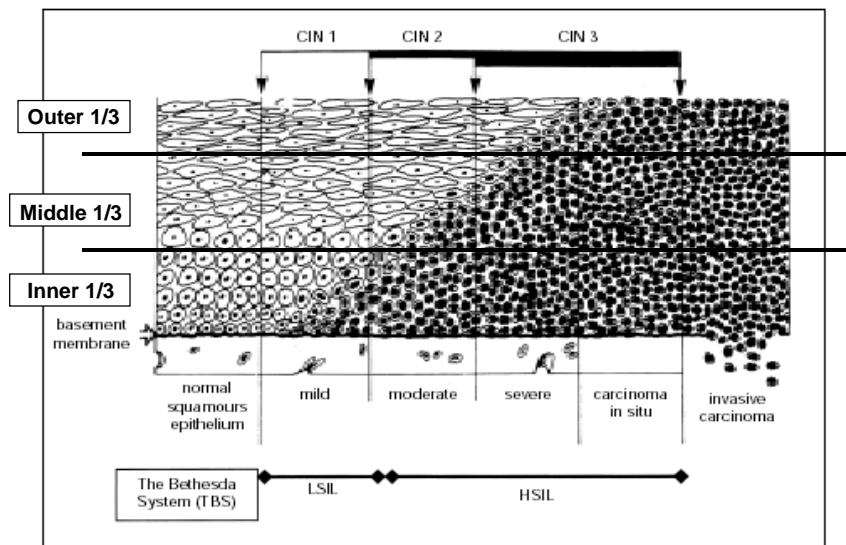 CIN 1
CIN 2
CIN 3
Outer 1/3
Middle 1/3
Inner 1/3
basement
membrane
normal
squamours
epithelium
mild
moderate
severe
carcinoma
in situ
invasive
carcinoma
The Bethesda
System (TBS)
LSIL
HSIL